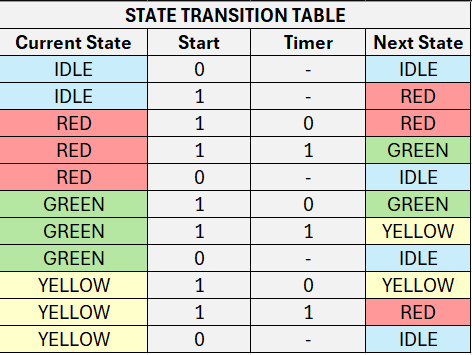 STATE TRANSITION TABLE
Current State Start Timer Next State
IDLE 0 - IDLE
IDLE 1 - RED
RED 1 0 RED
RED 1 1 GREEN
RED 0 - IDLE
GREEN 1 0 GREEN
GREEN 1 1 YELLOW
GREEN 0 - IDLE
YELLOW 1 0 YELLOW
YELLOW 1 1 RED
YELLOW 0 - IDLE